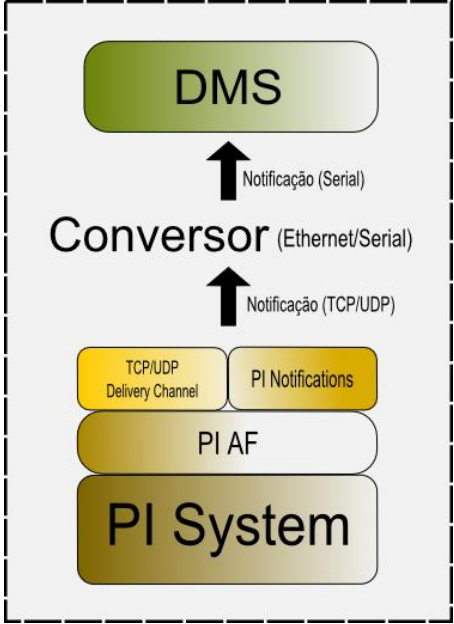 DMS
Notificação (Serial)
Conversor (Ethernet/Serial)
Notificação (TCP/UDP)
TCP/UDP
Delivery Channel
PI Notifications
PI AF
PI System